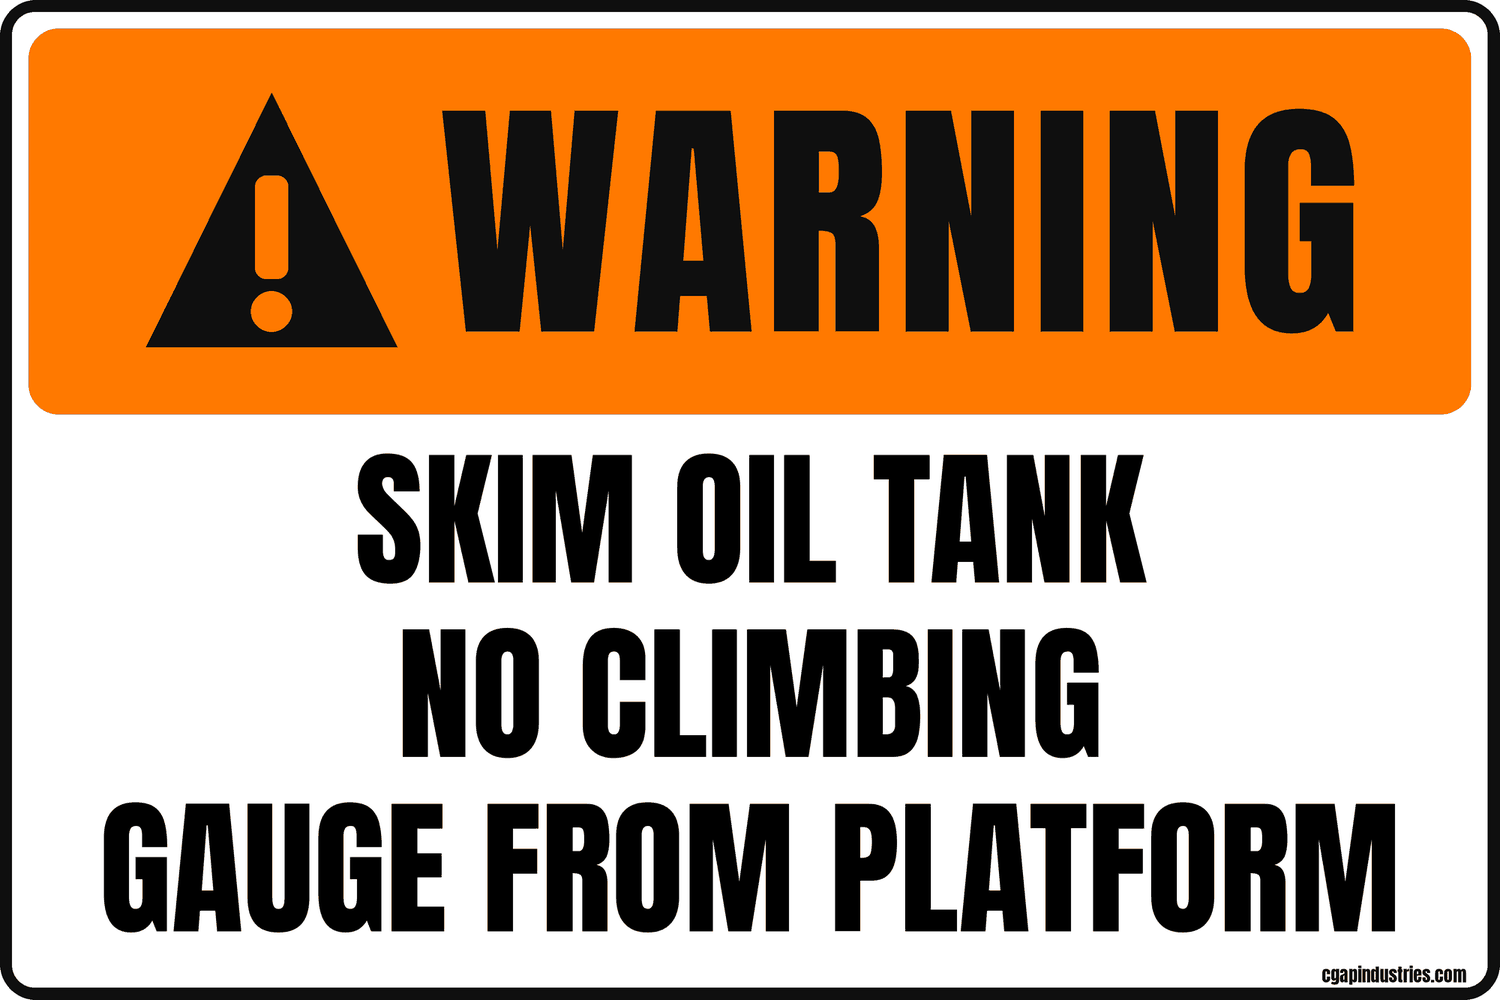 WARNING
SKIM OIL TANK
NO CLIMBING
GAUGE FROM PLATFORM
cgapindustries.com